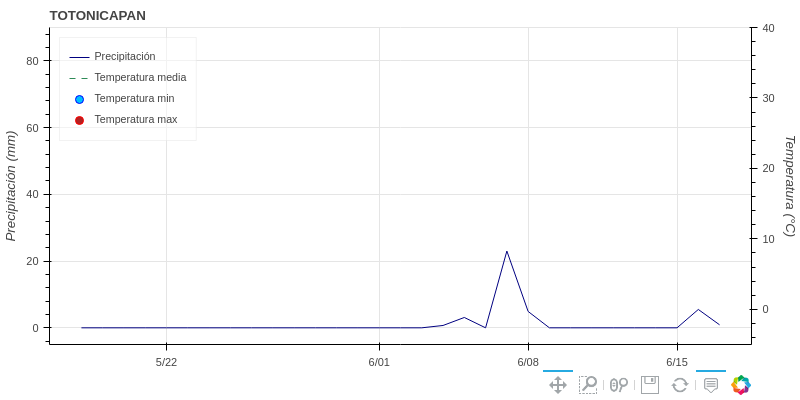 TOTONICAPAN
Precipitación
Temperatura media
Temperatura min
Temperatura max
Precipitación (mm)
80
60
40
20
0
Temperatura (°C)
40
30
20
10
0
5/22
6/01
6/08
6/15